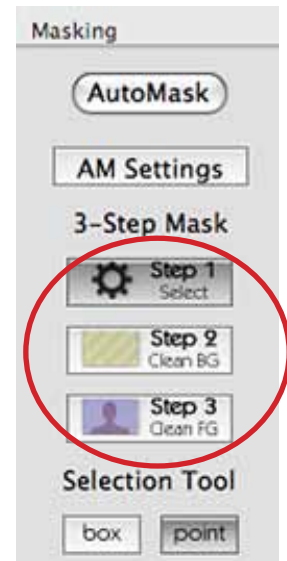 Masking
AutoMask
AM Settings
3-Step Mask
Step 1
Select
Step 2
Clean BG
Step 3
Clean FG
Selection Tool
box point